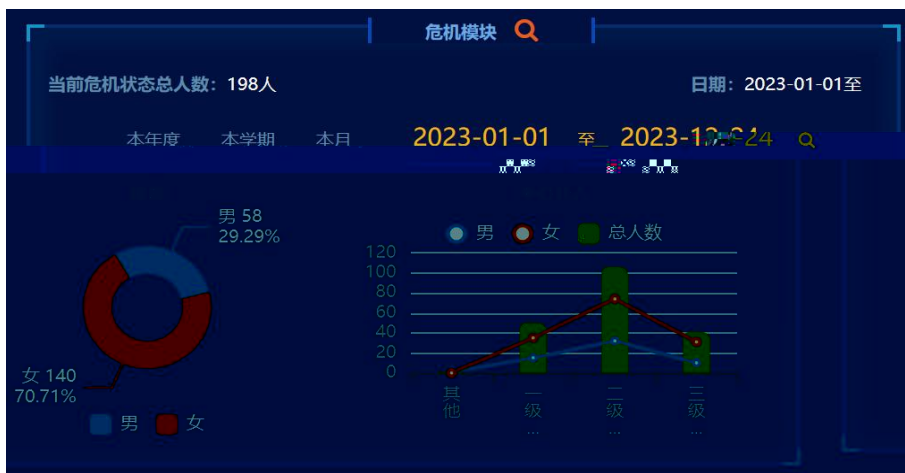 危机模块
当前危机状态总人数：198人
日期：2023-01-01至
本年度 本学期 本月 2023-01-01 至
男 58
29.29%
男 女 总人数
120
100
80
60
40
20
0
女 140
70.71%
其他 一级... 二级... 三级...
男 女